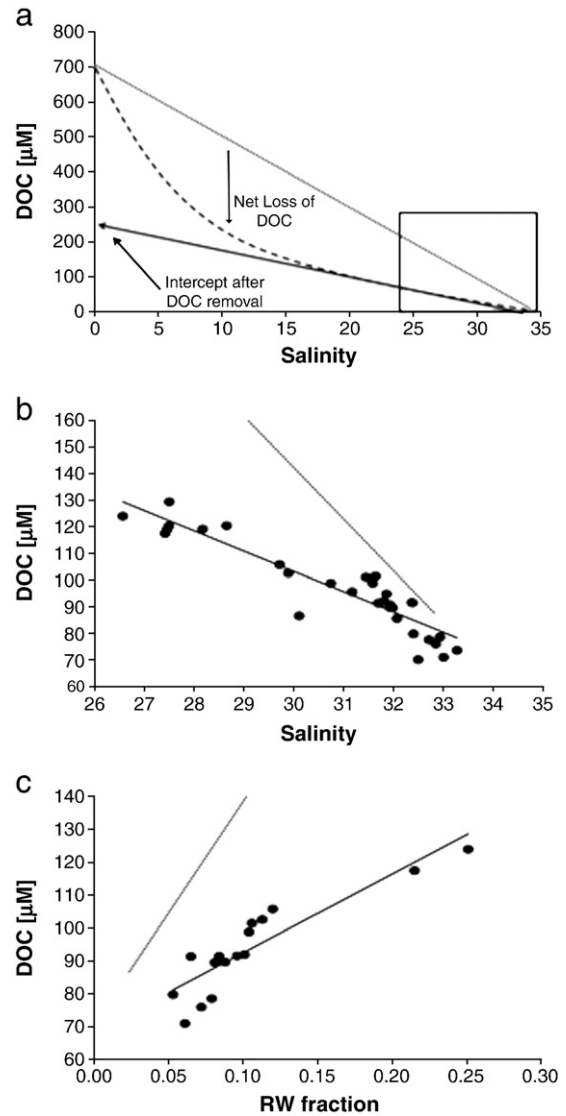 a
800
700
600
500
400
300
200
100
0
DOC [µM]
Net Loss of
DOC
Intercept after
DOC removal
0 5 10 15 20 25 30 35
Salinity
b
160
150
140
130
120
110
100
90
80
70
60
DOC [µM]
26 27 28 29 30 31 32 33 34 35
Salinity
c
140
130
120
110
100
90
80
70
60
DOC [µM]
0.00 0.05 0.10 0.15 0.20 0.25 0.30
RW fraction